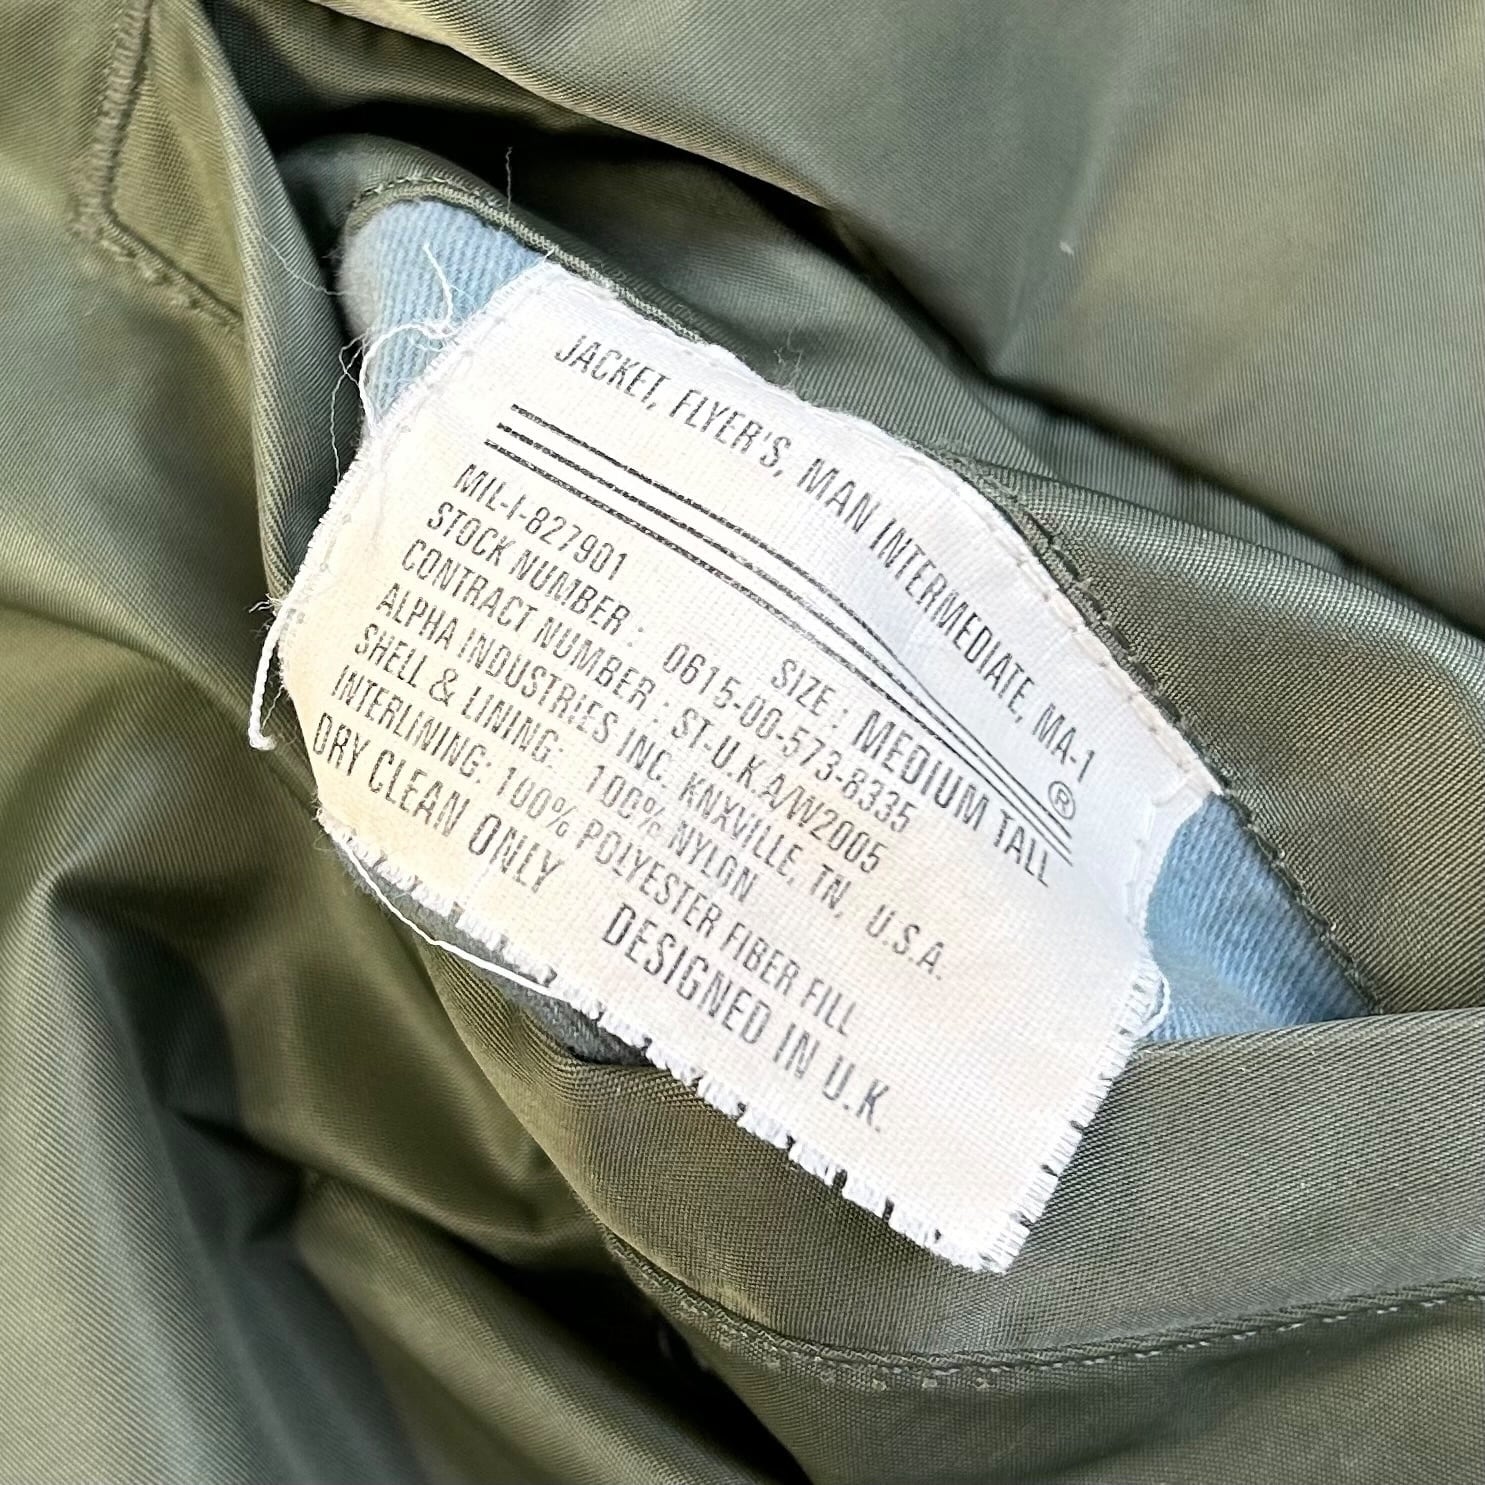 JACKET, FLYER'S, MAN INTERMEDIATE, MA-1
®
MIL-I-827901 SIZE : MEDIUM TALL
STOCK NUMBER : 0615-00-573-8335
CONTRACT NUMBER : ST-U.K.A/W2005
ALPHA INDUSTRIES INC. KNXVILLE, TN, U.S.A.
SHELL & LINING: 100% NYLON
INTERLINING: 100% POLYESTER FIBER FILL
DRY CLEAN ONLY DESIGNED IN U.K.